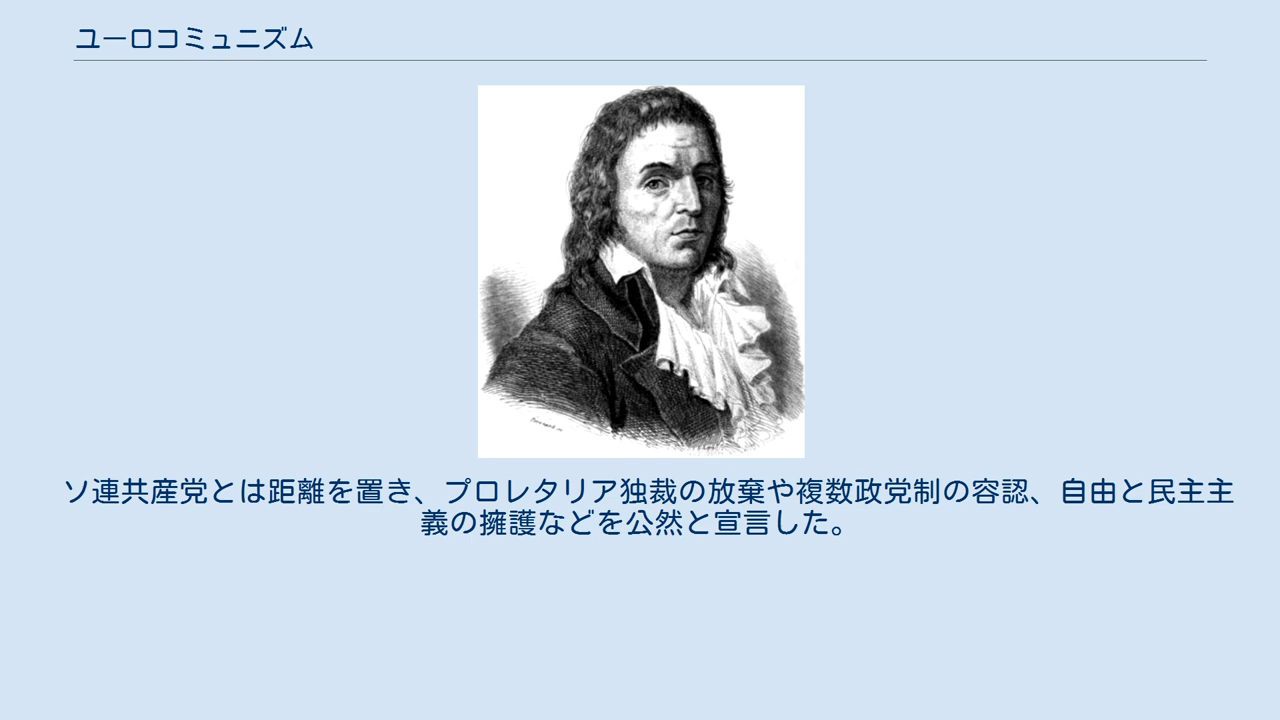 ユーロコミュニズム
ソ連共産党とは距離を置き、プロレタリア独裁の放棄や複数政党制の容認、自由と民主主
義の擁護などを公然と宣言した。